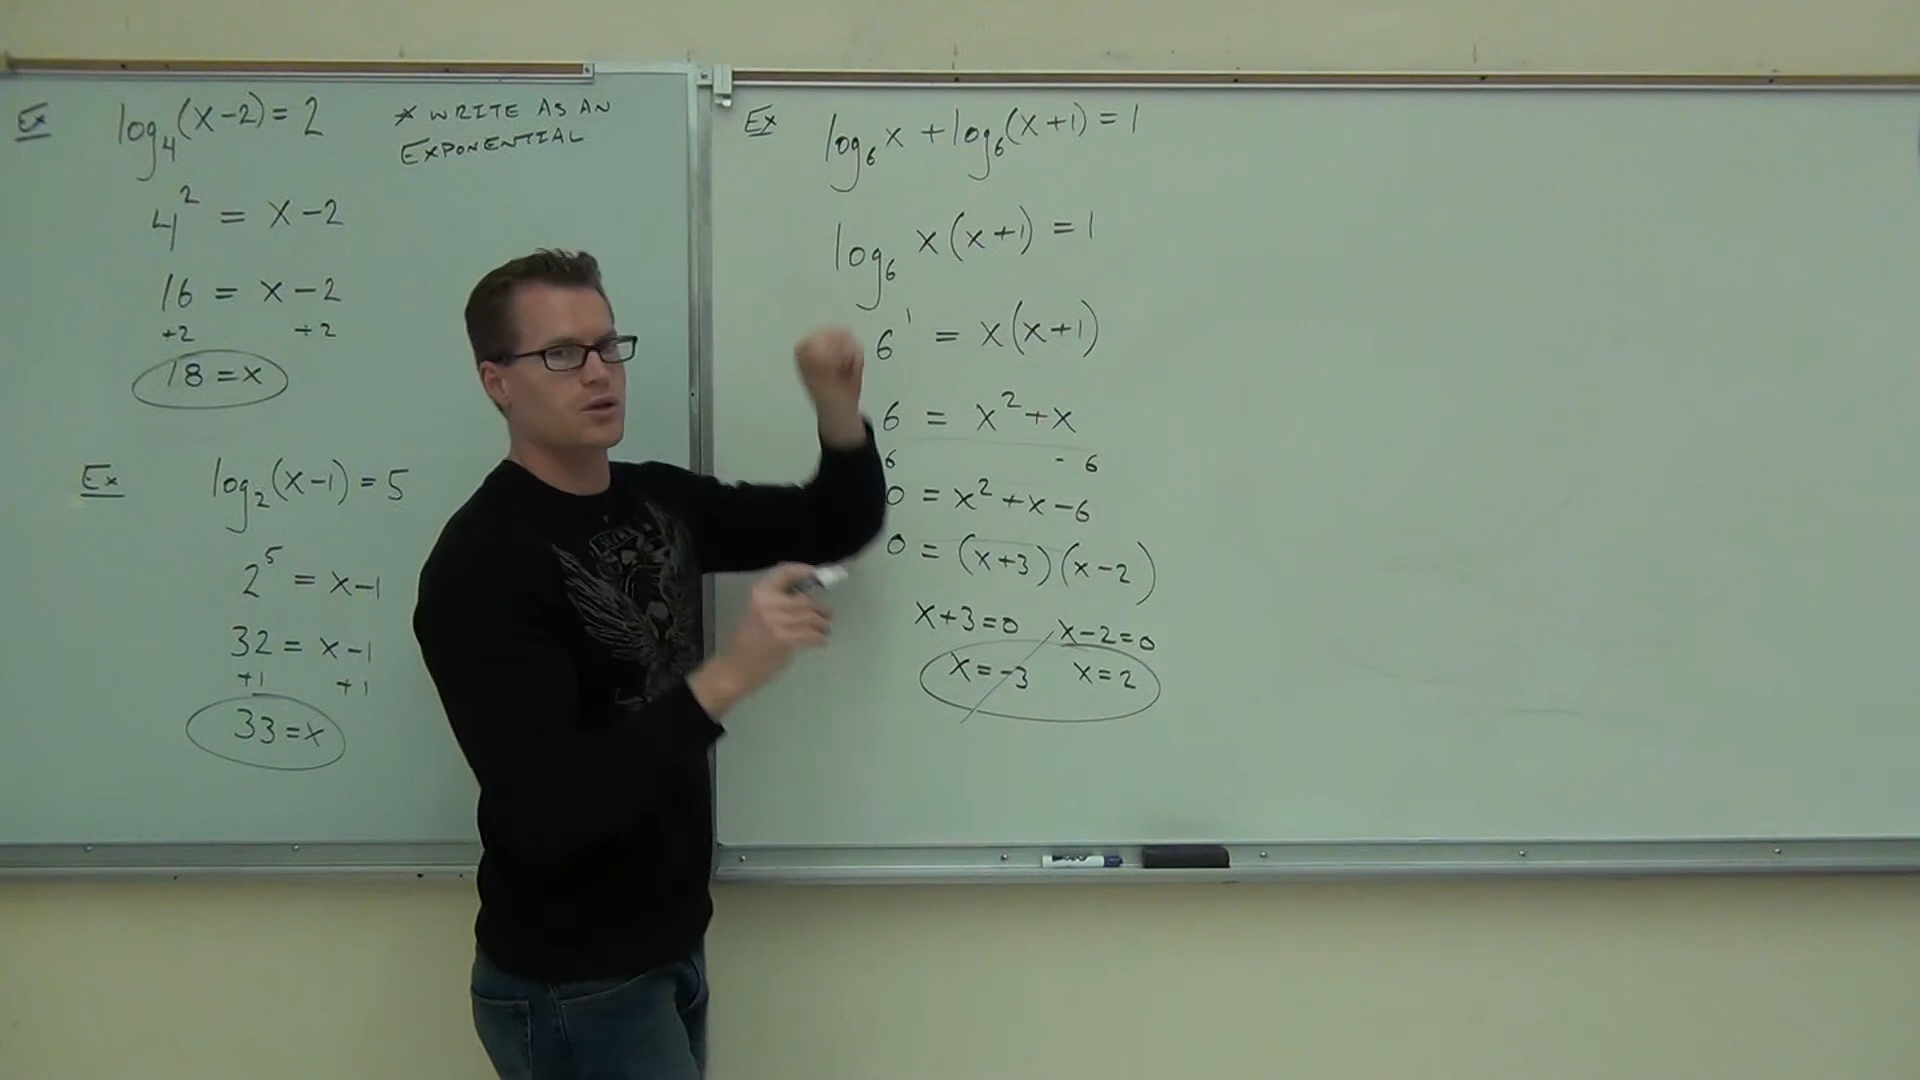 Ex log₄(x-2)=2 * WRITE AS AN
EXPONENTIAL
4² = x-2
16 = x-2
+2 +2
18=x
Ex log₂(x-1)=5
2⁵ = x-1
32 = x-1
+1 +1
33=x
Ex log₆x+log₆(x+1)=1
log₆ x(x+1)=1
6¹ = x(x+1)
6 = x²+x
6 - 6
0 = x²+x-6
0 = (x+3)(x-2)
x+3=0 x-2=0
x=-3 x=2